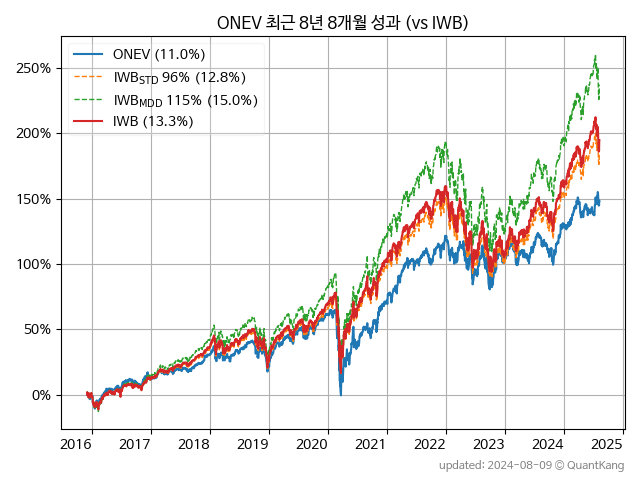 ONEV 최근 8년 8개월 성과 (vs IWB)
ONEV (11.0%)
IWBSTD 96% (12.8%)
IWBMDD 115% (15.0%)
IWB (13.3%)
250%
200%
150%
100%
50%
0%
2016 2017 2018 2019 2020 2021 2022 2023 2024 2025
updated: 2024-08-09 © QuantKang